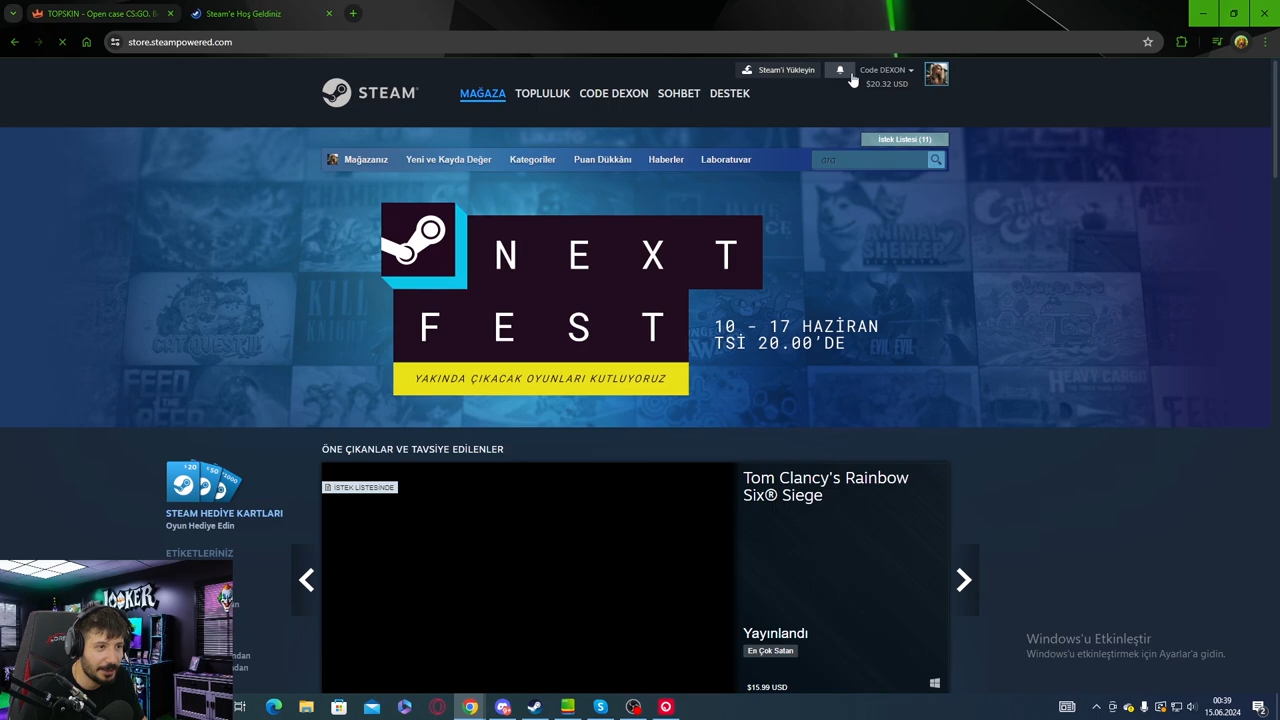 TOPSKIN - Open case CS:GO. B
Steam'e Hoş Geldiniz
store.steampowered.com
Steam'i Yükleyin
Code DEXON
$20.32 USD
STEAM
MAĞAZA TOPLULUK CODE DEXON SOHBET DESTEK
İstek Listesi (11)
Mağazanız Yeni ve Kayda Değer Kategoriler Puan Dükkânı Haberler Laboratuvar
ara
NEXT
FEST
10 - 17 HAZİRAN
TSİ 20.00'DE
YAKINDA ÇIKACAK OYUNLARI KUTLUYORUZ
ÖNE ÇIKANLAR VE TAVSİYE EDİLENLER
STEAM HEDİYE KARTLARI
Oyun Hediye Edin
ETİKETLERİNİZ
İSTEK LİSTESİNDE
Tom Clancy's Rainbow
Six® Siege
Yayınlandı
En Çok Satan
$15.99 USD
Windows'u Etkinleştir
Windows'u etkinleştirmek için Ayarlar'a gidin.
00:39
15.06.2024